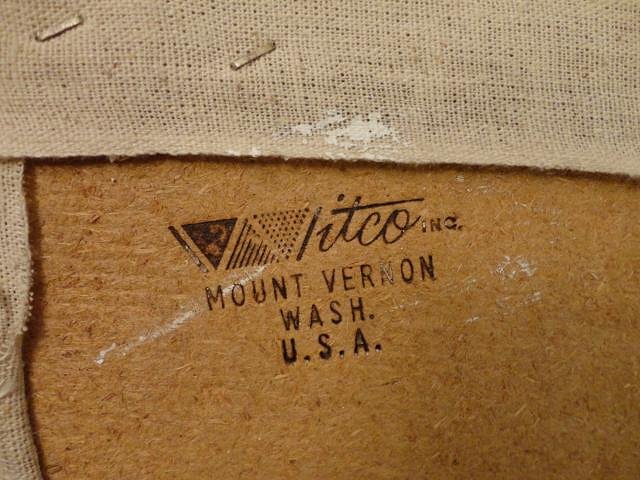 Witco INC.
MOUNT VERNON
WASH.
U.S.A.